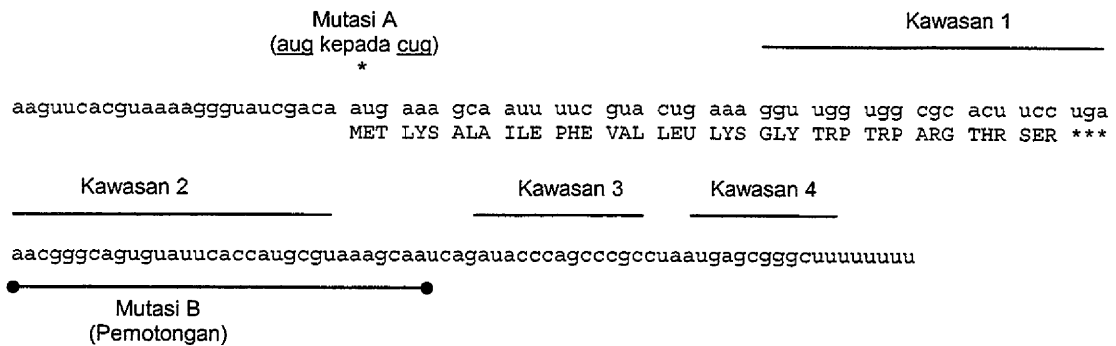 Mutasi A
(aug kepada cug)
*
Kawasan 1
aaguucacguaaaaaggguaucgaca aug aaa gca auu uuc gua cug aaa ggu ugg ugg cgc acu ucc uga
MET LYS ALA ILE PHE VAL LEU LYS GLY TRP TRP ARG THR SER ***
Kawasan 2
Kawasan 3
Kawasan 4
aacgggcaguguauucaccaugcguaaagcaaucagauacccagcccgccuaaugagcgggcuuuuuuuu
Mutasi B
(Pemotongan)